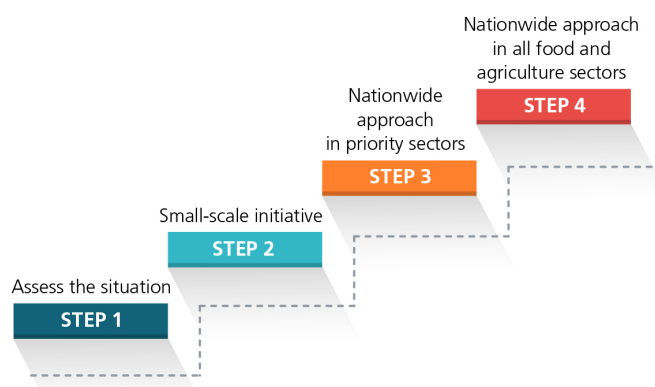 Assess the situation
STEP 1
Small-scale initiative
STEP 2
Nationwide
approach
in priority sectors
STEP 3
Nationwide approach
in all food and
agriculture sectors
STEP 4